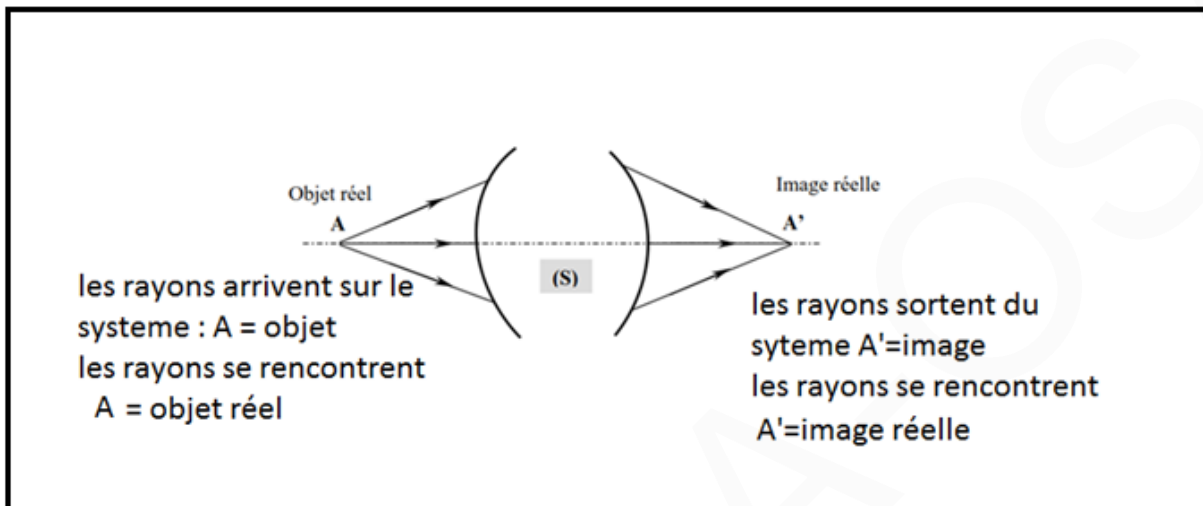 Objet réel
A
Image réelle
A'
(S)
les rayons arrivent sur le
systeme : A = objet
les rayons se rencontrent
A = objet réel
les rayons sortent du
syteme A'=image
les rayons se rencontrent
A'=image réelle
A-OS